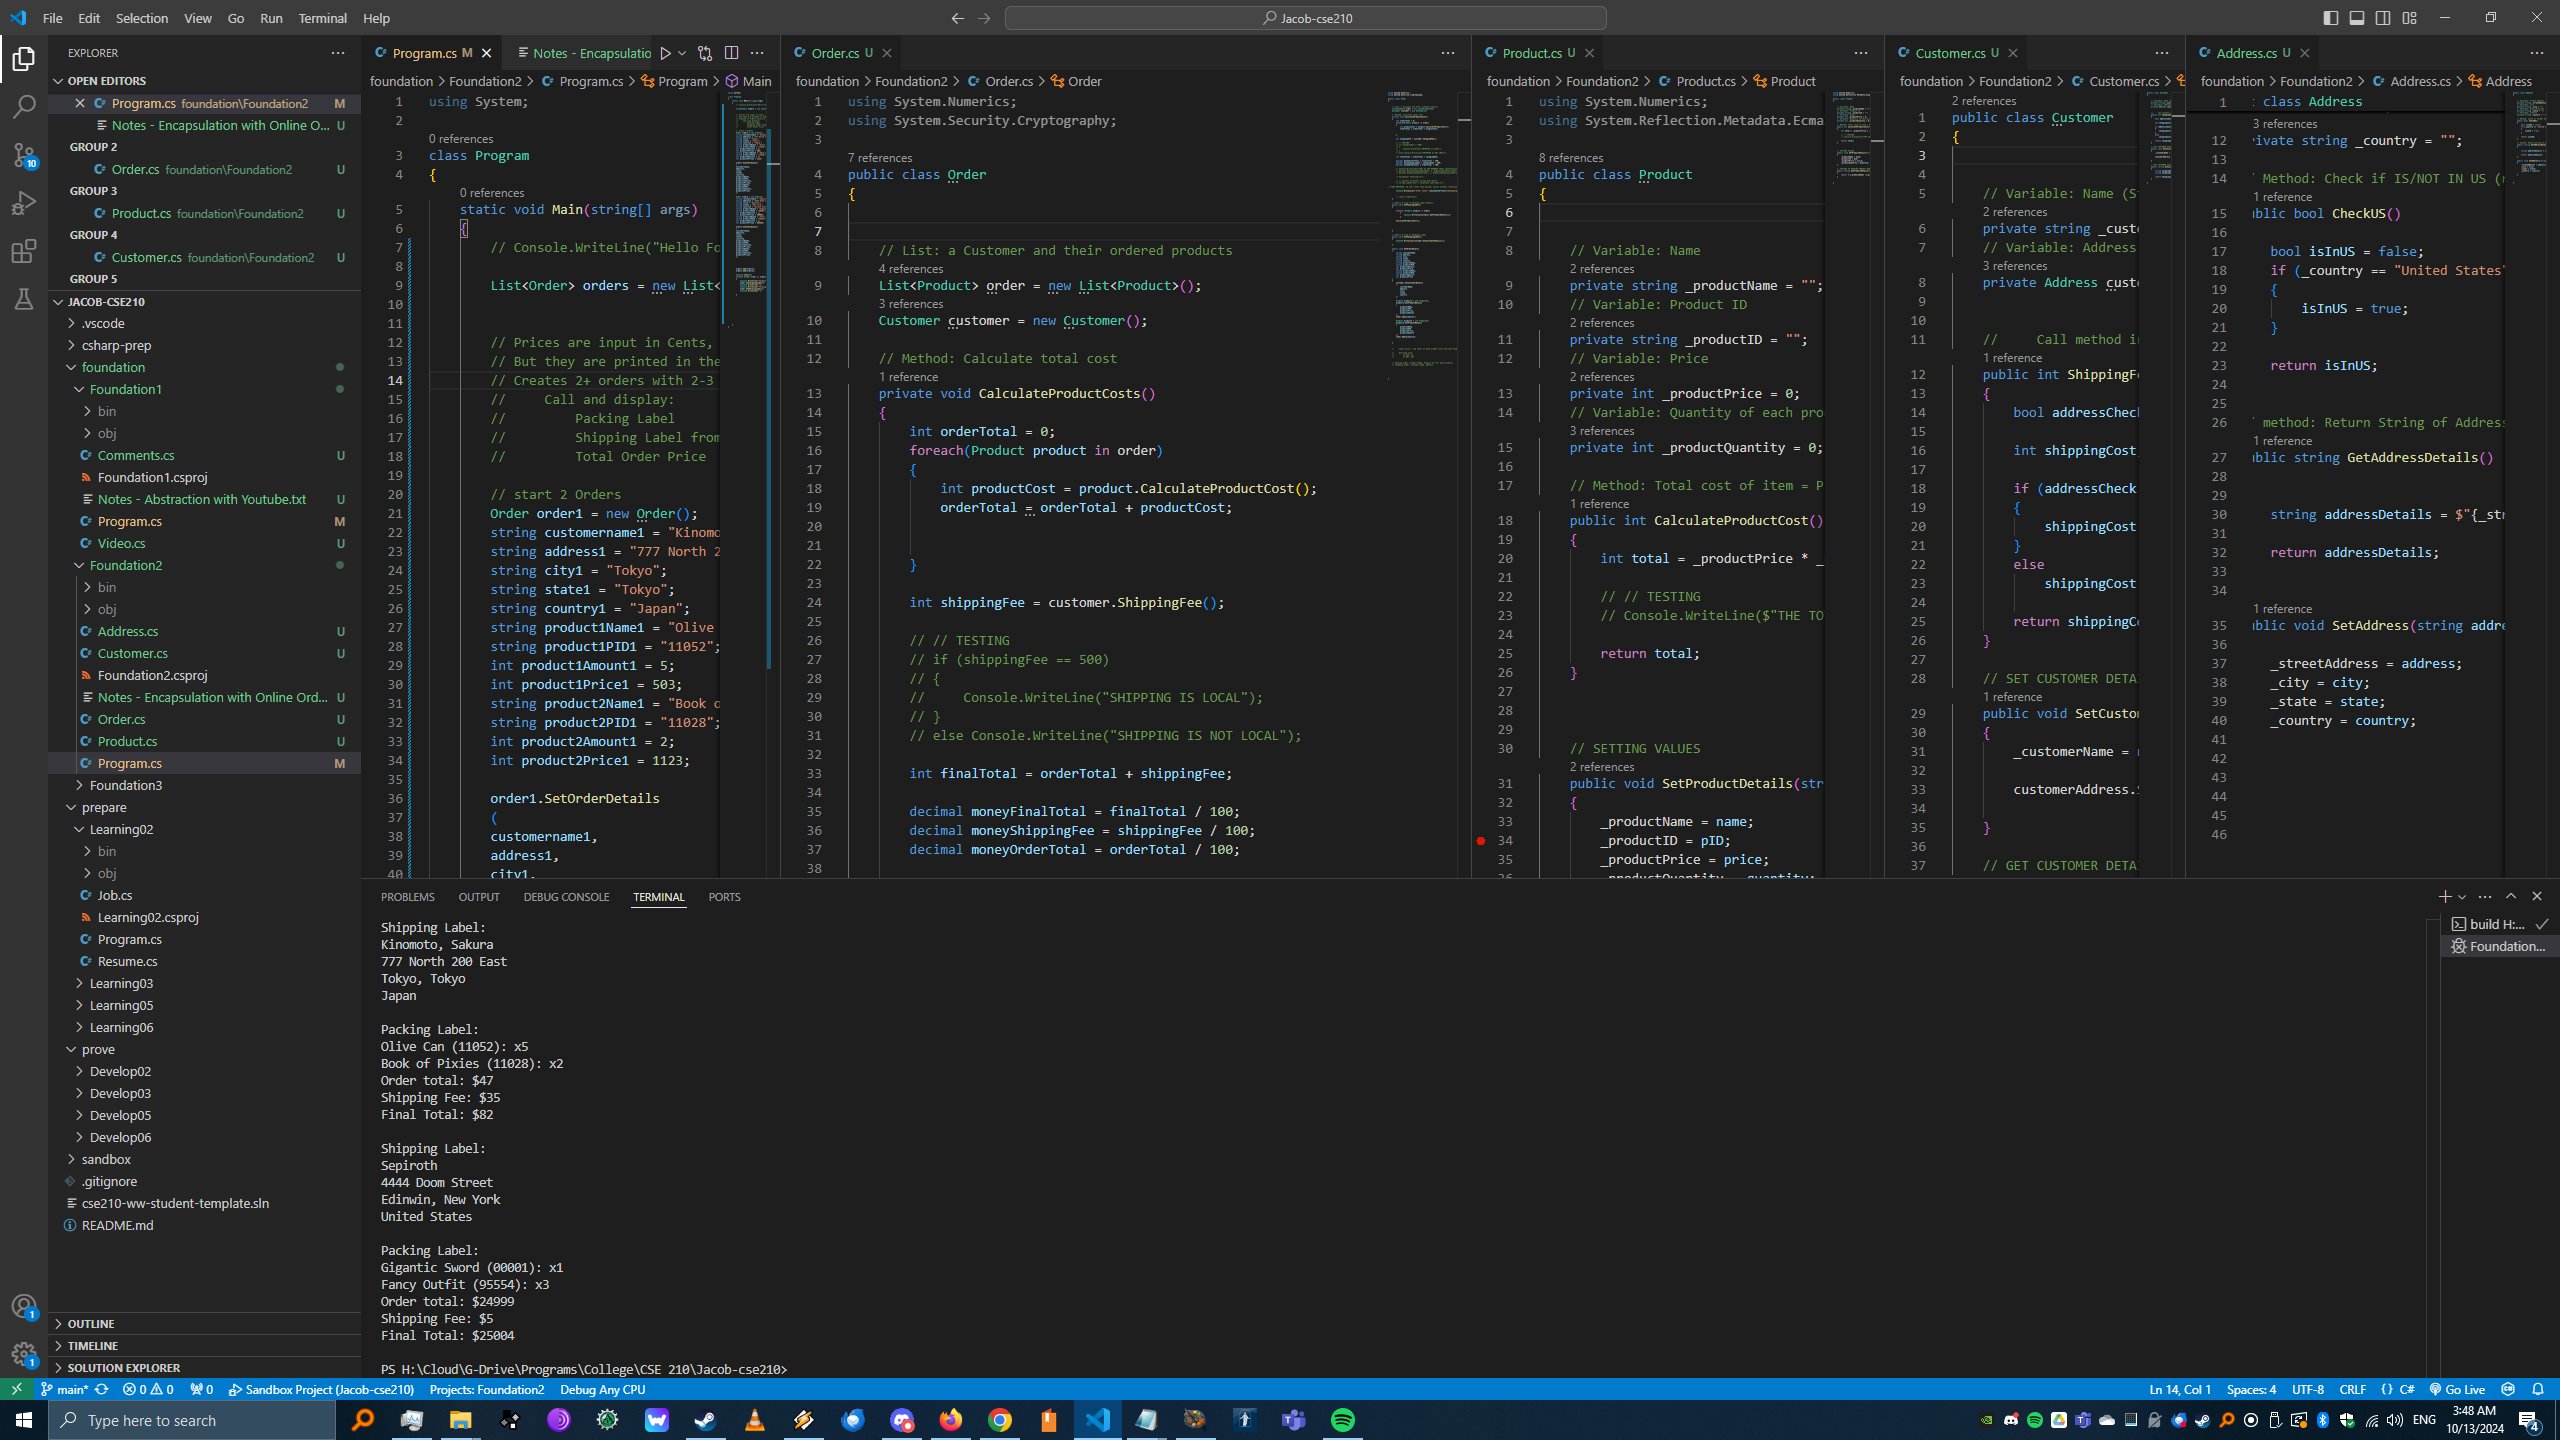 File Edit Selection View Go Run Terminal Help
Jacob-cse210
EXPLORER
OPEN EDITORS
Program.cs foundation\Foundation2 M
Notes - Encapsulation with Online O... U
GROUP 2
Order.cs foundation\Foundation2 U
GROUP 3
Product.cs foundation\Foundation2 U
GROUP 4
Customer.cs foundation\Foundation2 U
GROUP 5
JACOB-CSE210
.vscode
csharp-prep
foundation
Foundation1
bin
obj
Comments.cs U
Foundation1.csproj
Notes - Abstraction with Youtube.txt U
Program.cs M
Video.cs U
Foundation2
bin
obj
Address.cs U
Customer.cs U
Foundation2.csproj
Notes - Encapsulation with Online Ord... U
Order.cs U
Product.cs U
Program.cs M
Foundation3
prepare
Learning02
bin
obj
Job.cs
Learning02.csproj
Program.cs
Resume.cs
Learning03
Learning05
Learning06
prove
Develop02
Develop03
Develop05
Develop06
sandbox
.gitignore
cse210-ww-student-template.sln
README.md
OUTLINE
TIMELINE
SOLUTION EXPLORER
Program.cs M
Notes - Encapsulatio
foundation > Foundation2 > Program.cs > Program > Main
1 using System;
2
0 references
3 class Program
4 {
0 references
5 static void Main(string[] args)
6 {
7 // Console.WriteLine("Hello Fo
8
9 List<Order> orders = new List<
10
11
12 // Prices are input in Cents,
13 // But they are printed in the
14 // Creates 2+ orders with 2-3
15 // Call and display:
16 // Packing Label
17 // Shipping Label from
18 // Total Order Price
19
20 // start 2 Orders
21 Order order1 = new Order();
22 string customername1 = "Kinomo
23 string address1 = "777 North 2
24 string city1 = "Tokyo";
25 string state1 = "Tokyo";
26 string country1 = "Japan";
27 string product1Name1 = "Olive
28 string product1PID1 = "11052";
29 int product1Amount1 = 5;
30 int product1Price1 = 503;
31 string product2Name1 = "Book o
32 string product2PID1 = "11028";
33 int product2Amount1 = 2;
34 int product2Price1 = 1123;
35
36 order1.SetOrderDetails
37 (
38 customername1,
39 address1,
40 city1,
Order.cs U
foundation > Foundation2 > Order.cs > Order
1 using System.Numerics;
2 using System.Security.Cryptography;
3
7 references
4 public class Order
5 {
6
7
8 // List: a Customer and their ordered products
4 references
9 List<Product> order = new List<Product>();
3 references
10 Customer customer = new Customer();
11
12 // Method: Calculate total cost
1 reference
13 private void CalculateProductCosts()
14 {
15 int orderTotal = 0;
16 foreach(Product product in order)
17 {
18 int productCost = product.CalculateProductCost();
19 orderTotal = orderTotal + productCost;
20
21
22 }
23
24 int shippingFee = customer.ShippingFee();
25
26 // // TESTING
27 // if (shippingFee == 500)
28 // {
29 // Console.WriteLine("SHIPPING IS LOCAL");
30 // }
31 // else Console.WriteLine("SHIPPING IS NOT LOCAL");
32
33 int finalTotal = orderTotal + shippingFee;
34
35 decimal moneyFinalTotal = finalTotal / 100;
36 decimal moneyShippingFee = shippingFee / 100;
37 decimal moneyOrderTotal = orderTotal / 100;
38
Product.cs U
foundation > Foundation2 > Product.cs > Product
1 using System.Numerics;
2 using System.Reflection.Metadata.Ecma
3
8 references
4 public class Product
5 {
6
7
8 // Variable: Name
2 references
9 private string _productName = "";
10 // Variable: Product ID
2 references
11 private string _productID = "";
12 // Variable: Price
2 references
13 private int _productPrice = 0;
14 // Variable: Quantity of each pro
3 references
15 private int _productQuantity = 0;
16
17 // Method: Total cost of item = P
1 reference
18 public int CalculateProductCost()
19 {
20 int total = _productPrice * _
21
22 // // TESTING
23 // Console.WriteLine($"THE TO
24
25 return total;
26 }
27
28
29
30 // SETTING VALUES
2 references
31 public void SetProductDetails(str
32 {
33 _productName = name;
34 _productID = pID;
35 _productPrice = price;
36 _productQuantity = quantity;
Customer.cs U
foundation > Foundation2 > Customer.cs >
2 references
1 public class Customer
2 {
3
4
5 // Variable: Name (S
2 references
6 private string _cust
7 // Variable: Address
3 references
8 private Address cust
9
10
11 // Call method i
1 reference
12 public int ShippingF
13 {
14 bool addressChec
15
16 int shippingCost
17
18 if (addressCheck
19 {
20 shippingCost
21 }
22 else
23 shippingCost
24
25 return shippingC
26 }
27
28 // SET CUSTOMER DETA
1 reference
29 public void SetCusto
30 {
31 _customerName =
32
33 customerAddress.
34
35 }
36
37 // GET CUSTOMER DETA
Address.cs U
foundation > Foundation2 > Address.cs > Address
1 class Address
3 references
12 rivate string _country = "";
13
14 Method: Check if IS/NOT IN US (
1 reference
15 ublic bool CheckUS()
16
17 bool isInUS = false;
18 if (_country == "United States"
19 {
20 isInUS = true;
21 }
22
23 return isInUS;
24
25
26 method: Return String of Addres
1 reference
27 ublic string GetAddressDetails()
28
29
30 string addressDetails = $"{_str
31
32 return addressDetails;
33
34
1 reference
35 ublic void SetAddress(string addr
36
37 _streetAddress = address;
38 _city = city;
39 _state = state;
40 _country = country;
41
42
43
44
45
46
PROBLEMS OUTPUT DEBUG CONSOLE TERMINAL PORTS
build H:...
Foundation...
Shipping Label:
Kinomoto, Sakura
777 North 200 East
Tokyo, Tokyo
Japan
Packing Label:
Olive Can (11052): x5
Book of Pixies (11028): x2
Order total: $47
Shipping Fee: $35
Final Total: $82
Shipping Label:
Sepiroth
4444 Doom Street
Edinwin, New York
United States
Packing Label:
Gigantic Sword (00001): x1
Fancy Outfit (95554): x3
Order total: $24999
Shipping Fee: $5
Final Total: $25004
PS H:\Cloud\G-Drive\Programs\College\CSE 210\Jacob-cse210>
main* 0 0 0 Sandbox Project (Jacob-cse210) Projects: Foundation2 Debug Any CPU
Ln 14, Col 1 Spaces: 4 UTF-8 CRLF {} C# Go Live
Type here to search
ENG
3:48 AM
10/13/2024
4